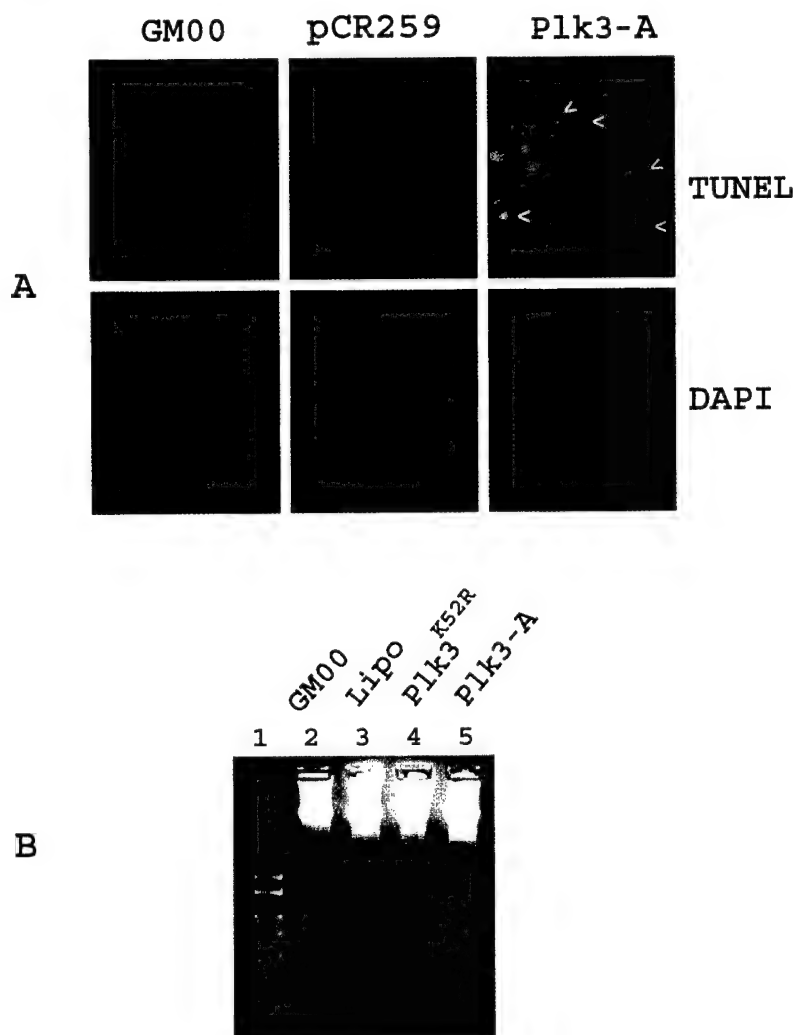 GM00 pCR259 Plk3-A
TUNEL
A
DAPI
GM00 Lipo Plk3K52R Plk3-A
1 2 3 4 5
B